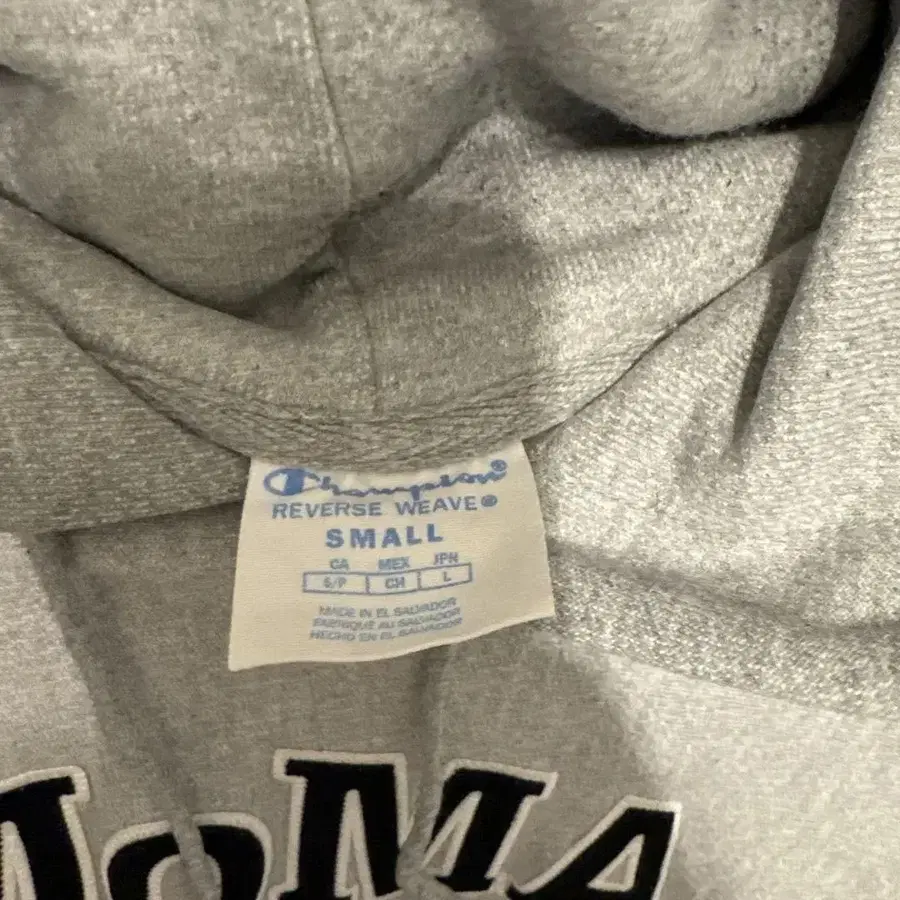 Champion®
REVERSE WEAVE®
SMALL
CA MEX JPN
S/P CH L
MADE IN EL SALVADOR
FABRIQUÉ AU SALVADOR
HECHO EN EL SALVADOR
MoMA